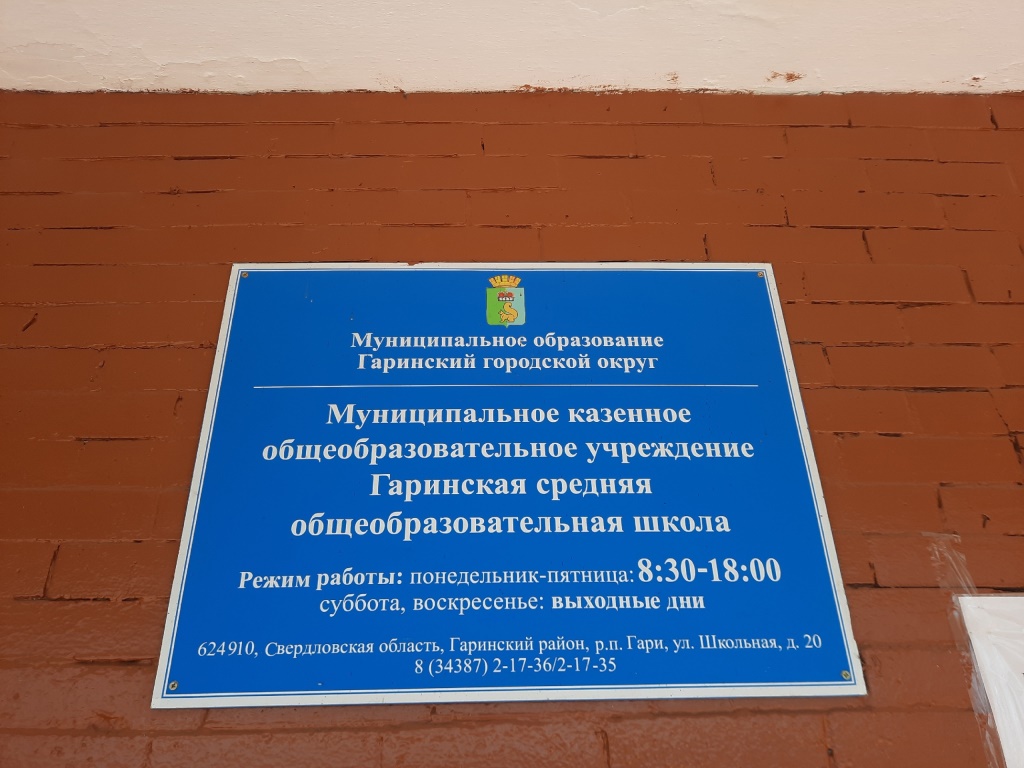 Муниципальное образование
Гаринский городской округ
Муниципальное казенное
общеобразовательное учреждение
Гаринская средняя
общеобразовательная школа
Режим работы: понедельник-пятница: 8:30-18:00
суббота, воскресенье: выходные дни
624910, Свердловская область, Гаринский район, р.п. Гари, ул. Школьная, д. 20
8 (34387) 2-17-36/2-17-35